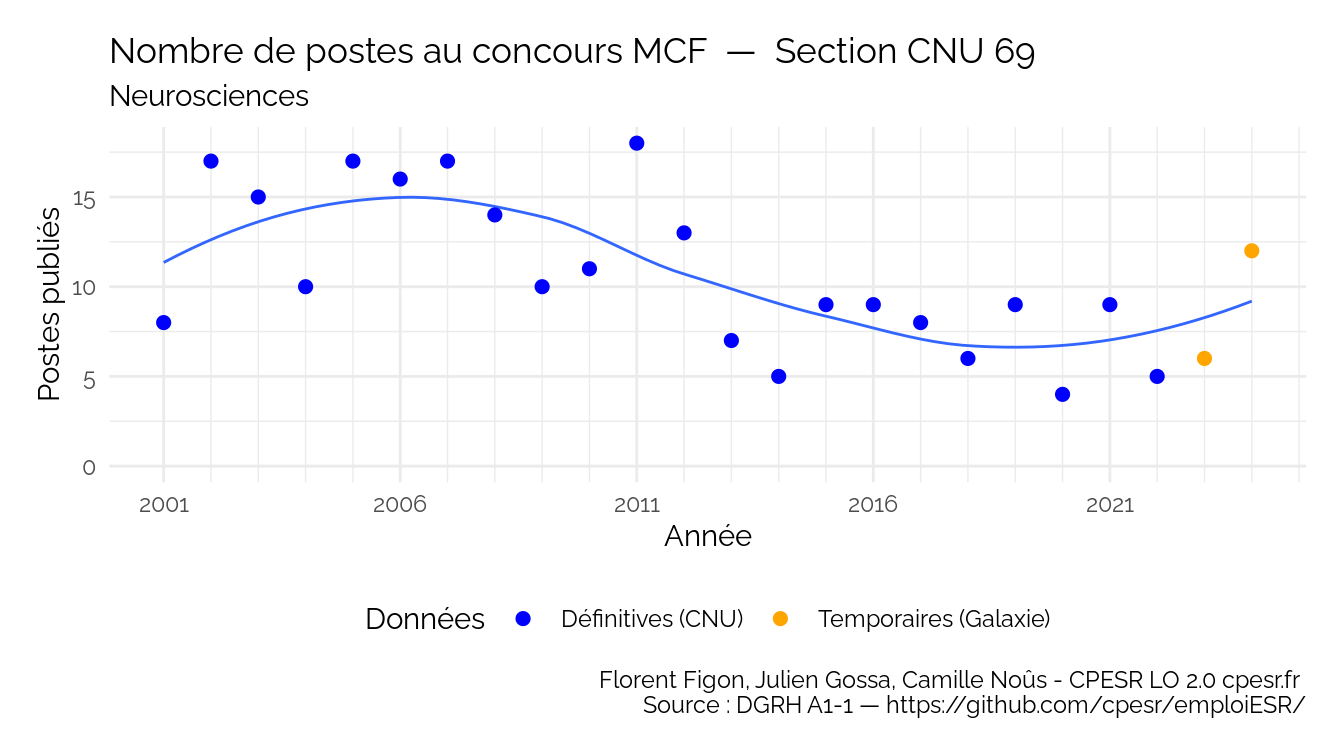 Nombre de postes au concours MCF — Section CNU 69
Neurosciences
Postes publiés
15
10
5
0
2001 2006 2011 2016 2021
Année
Données Définitives (CNU) Temporaires (Galaxie)
Florent Figon, Julien Gossa, Camille Noûs - CPESR LO 2.0 cpesr.fr
Source : DGRH A1-1 — https://github.com/cpesr/emploiESR/